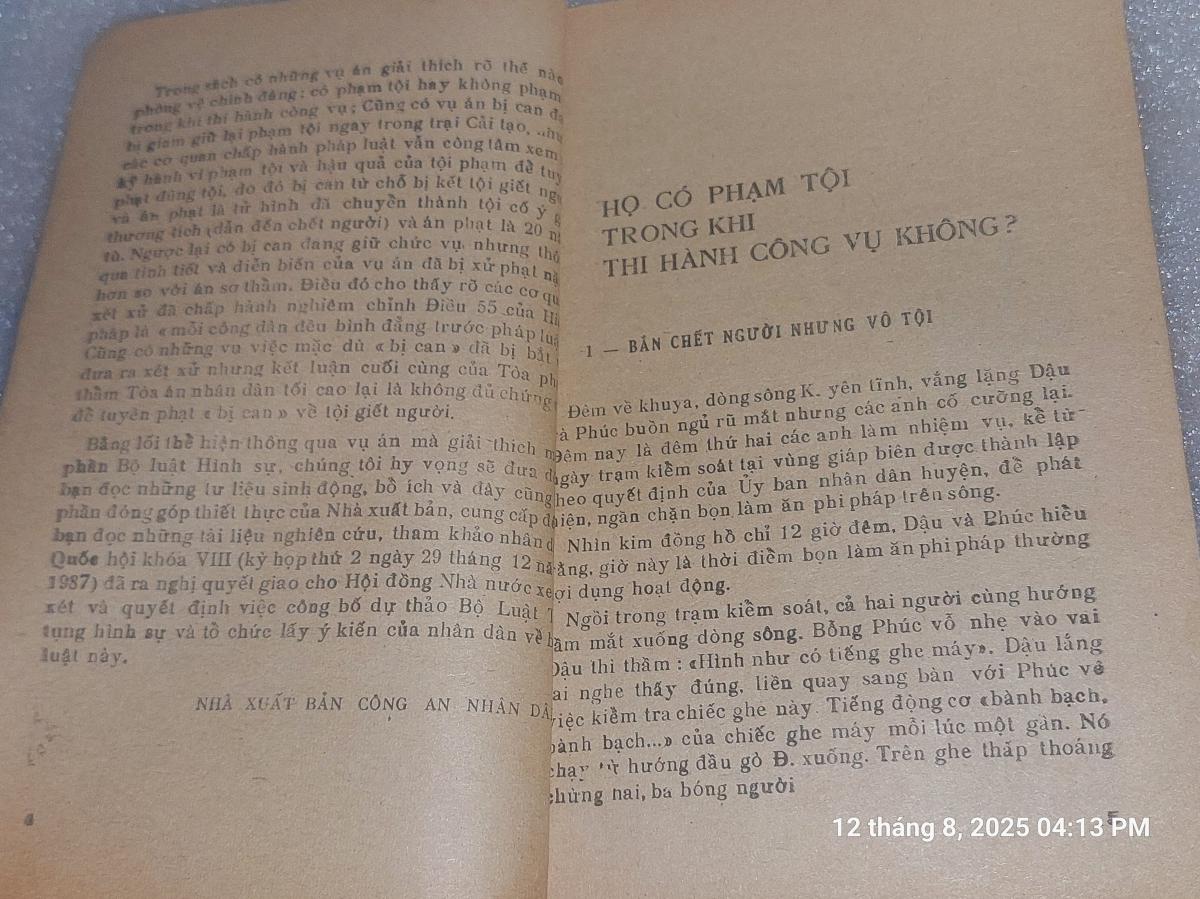 Trong sách có những vụ án giải thích rõ thế nào
phòng vệ chính đáng: có phạm tội hay không phạm
trong khi thi hành công vụ; Cũng có vụ án bị can đ
bị giam giữ lại phạm tội ngay trong trại Cải tạo, ..hư
các cơ quan chấp hành pháp luật vẫn công tâm xem
kỹ hành vi phạm tội và hậu quả của tội phạm để tu
phạt đúng tội, do đó bị can từ chỗ bị kết tội giết ng
và án phạt là tử hình đã chuyển thành tội cố ý g
thương tích (dẫn đến chết người) và án phạt là 20 n
tù. Ngược lại có bị can đang giữ chức vụ, nhưng th
qua tình tiết và diễn biến của vụ án đã bị xử phạt n
hơn so với án sơ thẩm. Điều đó cho thấy rõ các cơ qu
xét xử đã chấp hành nghiêm chỉnh Điều 55 của Hi
pháp là «mỗi công dân đều bình đẳng trước pháp lu
Cũng có những vụ việc mặc dù «bị can» đã bị bắt
đưa ra xét xử nhưng kết luận cuối cùng của Tòa ph
thẩm Tòa án nhân dân tối cao lại là không đủ chứng
để tuyên phạt «bị can» về tội giết người.
Bằng lối thể hiện thông qua vụ án mà giải thích
phần Bộ luật Hình sự, chúng tôi hy vọng sẽ đưa
bạn đọc những tư liệu sinh động, bổ ích và đây cũng
phần đóng góp thiết thực của Nhà xuất bản, cung cấp
bạn đọc những tài liệu nghiên cứu, tham khảo nhân
Quốc hội khóa VIII (kỳ họp thứ 2 ngày 29 tháng 12 n
1987) đã ra nghị quyết giao cho Hội đồng Nhà nước x
xét và quyết định việc công bố dự thảo Bộ Luật T
tụng hình sự và tổ chức lấy ý kiến của nhân dân về
luật này.
NHÀ XUẤT BẢN CÔNG AN NHÂN DÂ
4
HỌ CÓ PHẠM TỘI
TRONG KHI
THI HÀNH CÔNG VỤ KHÔNG?
1 — BẮN CHẾT NGƯỜI NHƯNG VÔ TỘI
Đêm về khuya, dòng sông K. yên tĩnh, vắng lặng Dậu
à Phúc buồn ngủ rũ mắt nhưng các anh cố cưỡng lại.
Đêm nay là đêm thứ hai các anh làm nhiệm vụ, kể từ
ngày trạm kiểm soát tại vùng giáp biên được thành lập
heo quyết định của Ủy ban nhân dân huyện, để phát
iện, ngăn chặn bọn làm ăn phi pháp trên sông.
Nhìn kim đồng hồ chỉ 12 giờ đêm, Dậu và Phúc hiểu
ằng, giờ này là thời điểm bọn làm ăn phi pháp thường
ợi dụng hoạt động.
Ngồi trong trạm kiểm soát, cả hai người cùng hướng
ầm mắt xuống dòng sông. Bỗng Phúc vỗ nhẹ vào vai
Dậu thì thầm: «Hình như có tiếng ghe máy». Dậu lắng
ai nghe thấy đúng, liền quay sang bàn với Phúc về
việc kiểm tra chiếc ghe này. Tiếng động cơ «bành bạch,
bành bạch...» của chiếc ghe máy mỗi lúc một gần. Nó
chạy từ hướng đầu gò Đ. xuống. Trên ghe thấp thoáng
chừng hai, ba bóng người
5
12 tháng 8, 2025 04:13 PM